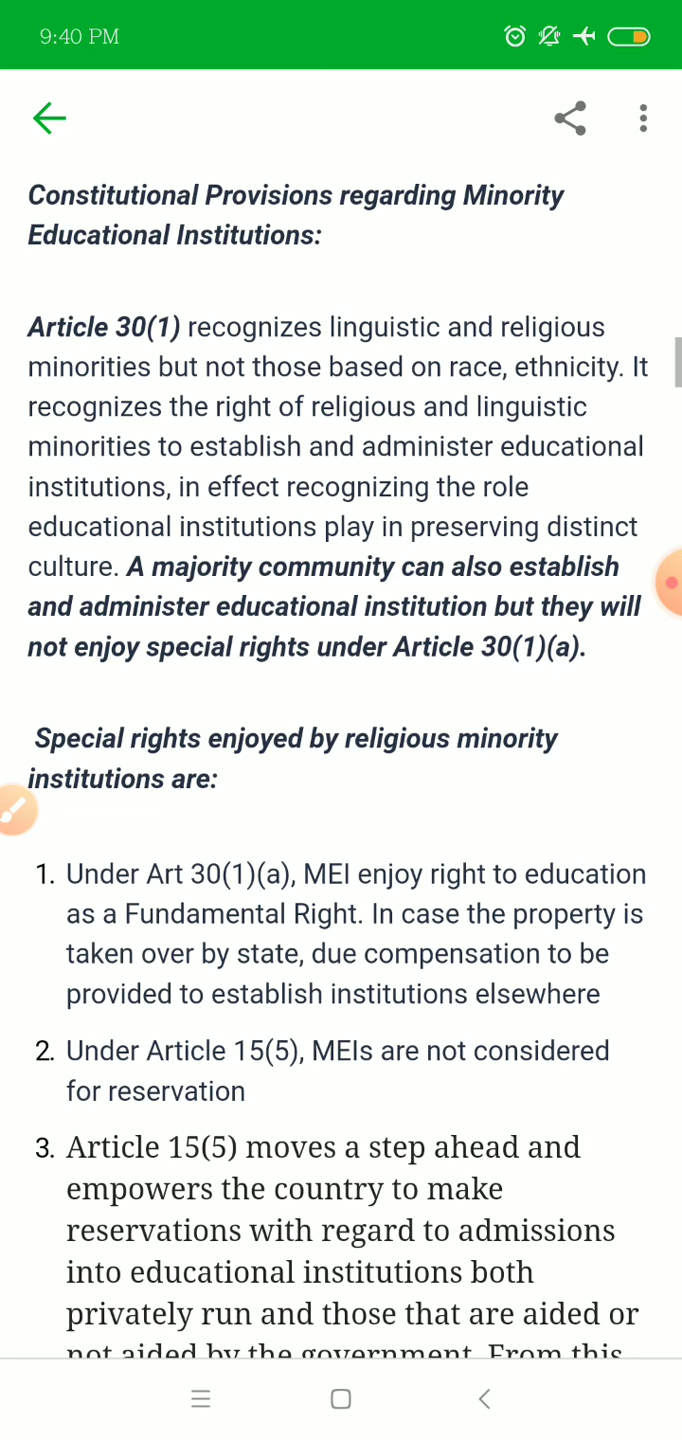 9:40 PM
Constitutional Provisions regarding Minority
Educational Institutions:
Article 30(1) recognizes linguistic and religious
minorities but not those based on race, ethnicity. It
recognizes the right of religious and linguistic
minorities to establish and administer educational
institutions, in effect recognizing the role
educational institutions play in preserving distinct
culture. A majority community can also establish
and administer educational institution but they will
not enjoy special rights under Article 30(1)(a).
Special rights enjoyed by religious minority
institutions are:
1. Under Art 30(1)(a), MEI enjoy right to education
as a Fundamental Right. In case the property is
taken over by state, due compensation to be
provided to establish institutions elsewhere
2. Under Article 15(5), MEIs are not considered
for reservation
3. Article 15(5) moves a step ahead and
empowers the country to make
reservations with regard to admissions
into educational institutions both
privately run and those that are aided or
not aided by the government. From this